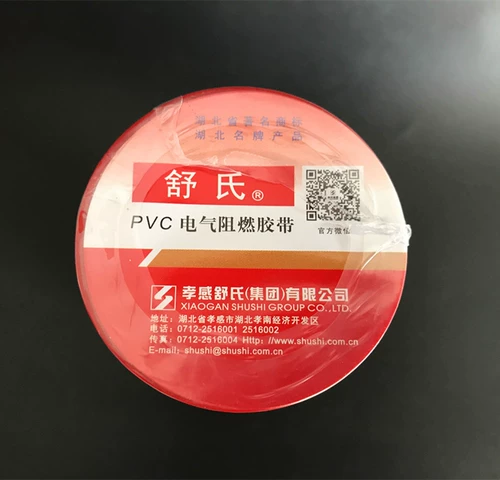 湖北省著名商标
湖北名牌产品
舒氏®
PVC 电气阻燃胶带
官方微信
孝感舒氏(集团)有限公司
XIAOGAN SHUSHI GROUP CO.,LTD.
地址：湖北省孝感市湖北孝南经济开发区
电话：0712-2516001 2516002
传真：0712-2516004 Http：//www.shushi.com.cn
E-mail：shushi@shushi.com.cn